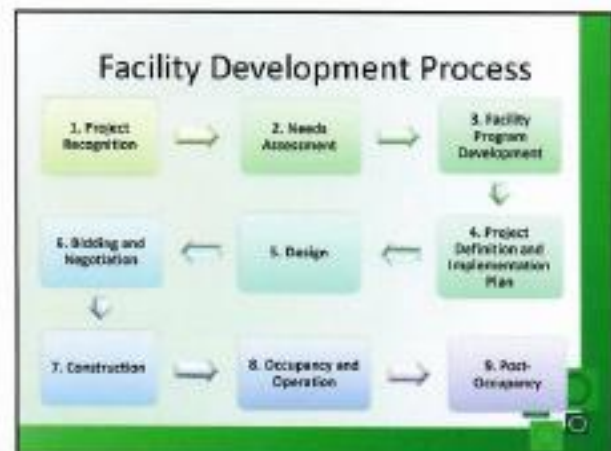 Facility Development Process
1. Project
Recognition
2. Needs
Assessment
3. Facility
Program
Development
4. Project
Definition and
Implementation
Plan
5. Design
6. Bidding and
Negotiation
7. Construction
8. Occupancy and
Operation
9. Post-
Occupancy